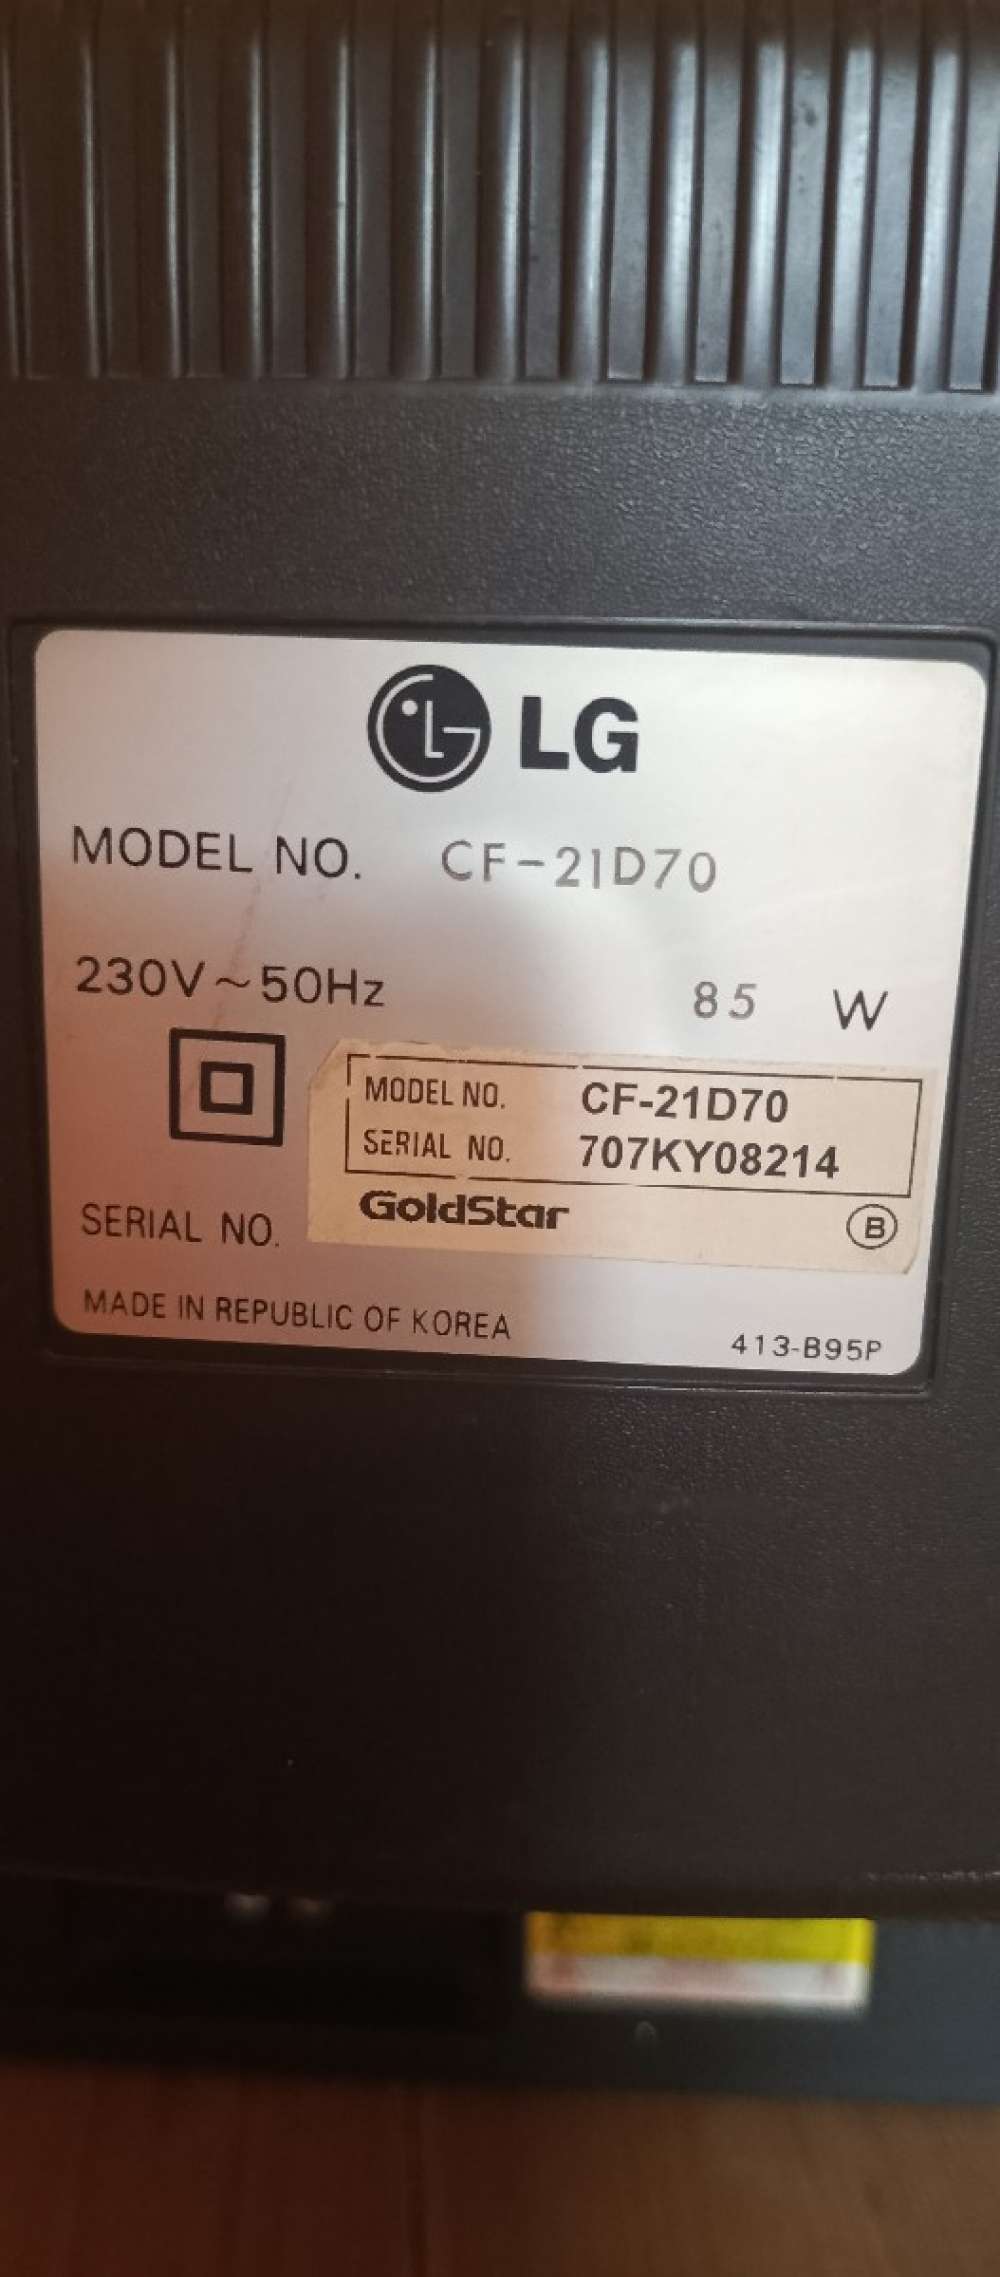 LG
MODEL NO. CF-21D70
230V~50Hz 85 W
MODEL NO. CF-21D70
SERIAL NO. 707KY08214
GoldStar B
SERIAL NO.
MADE IN REPUBLIC OF KOREA
413-B95P